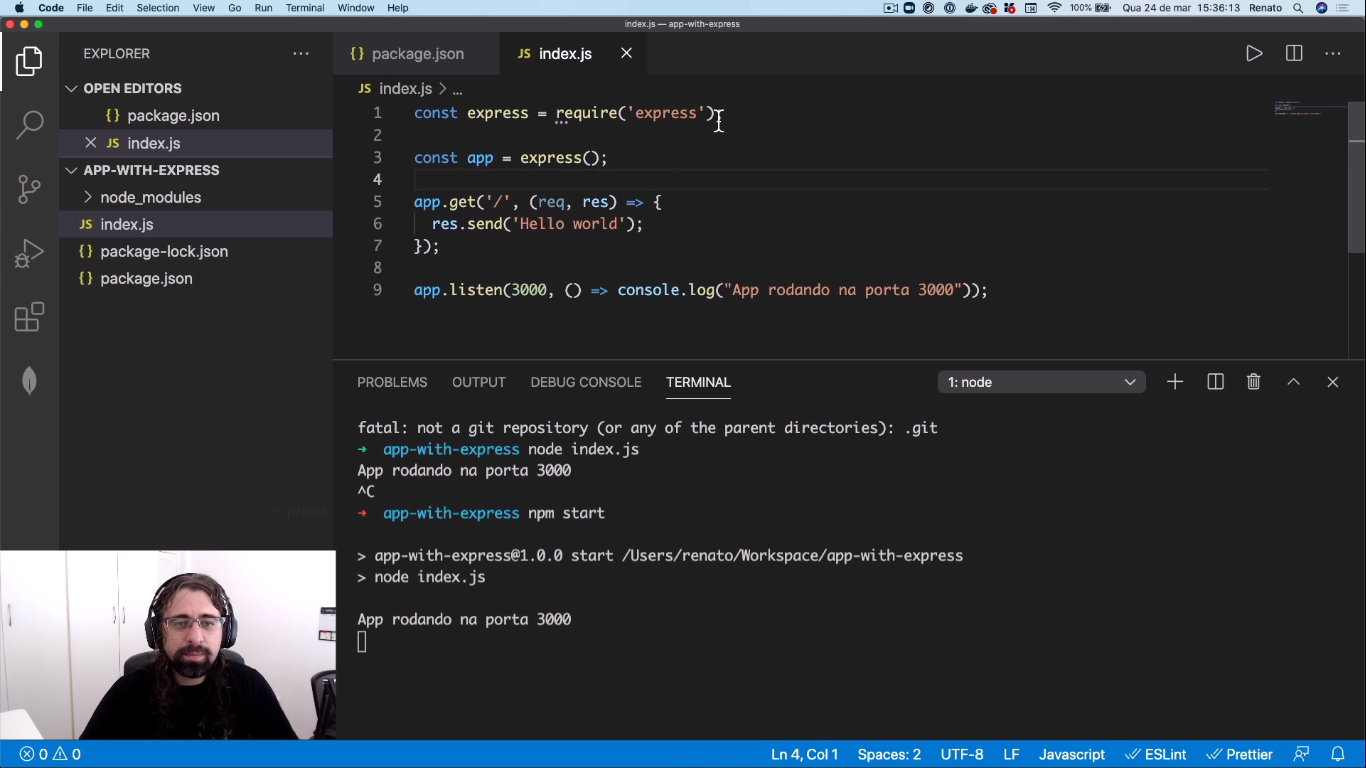 Code File Edit Selection View Go Run Terminal Window Help 100% Qua 24 de mar 15:36:13 Renato
index.js — app-with-express
EXPLORER
OPEN EDITORS
{} package.json
JS index.js
APP-WITH-EXPRESS
node_modules
JS index.js
{} package-lock.json
{} package.json
{} package.json JS index.js
JS index.js > ...
1 const express = require('express')
2
3 const app = express();
4
5 app.get('/', (req, res) => {
6 res.send('Hello world');
7 });
8
9 app.listen(3000, () => console.log("App rodando na porta 3000"));
PROBLEMS OUTPUT DEBUG CONSOLE TERMINAL 1: node
fatal: not a git repository (or any of the parent directories): .git
➜ app-with-express node index.js
App rodando na porta 3000
^C
➜ app-with-express npm start
> app-with-express@1.0.0 start /Users/renato/Workspace/app-with-express
> node index.js
App rodando na porta 3000
prices
0 0 Ln 4, Col 1 Spaces: 2 UTF-8 LF Javascript ESLint Prettier